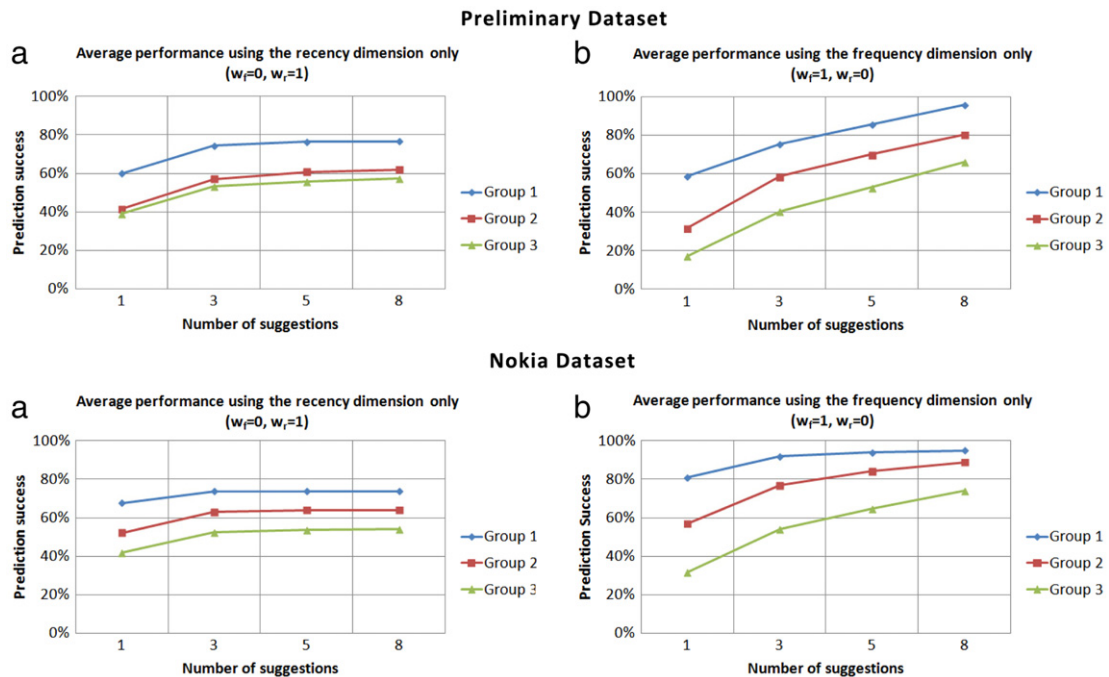 Preliminary Dataset
a
Average performance using the recency dimension only
(wf=0, wr=1)
100%
80%
60%
40%
20%
0%
Prediction success
1 3 5 8
Number of suggestions
Group 1
Group 2
Group 3
b
Average performance using the frequency dimension only
(wf=1, wr=0)
100%
80%
60%
40%
20%
0%
Prediction success
1 3 5 8
Number of suggestions
Group 1
Group 2
Group 3
Nokia Dataset
a
Average performance using the recency dimension only
(wf=0, wr=1)
100%
80%
60%
40%
20%
0%
Prediction success
1 3 5 8
Number of suggestions
Group 1
Group 2
Group 3
b
Average performance using the frequency dimension only
(wf=1, wr=0)
100%
80%
60%
40%
20%
0%
Prediction Success
1 3 5 8
Number of suggestions
Group 1
Group 2
Group 3